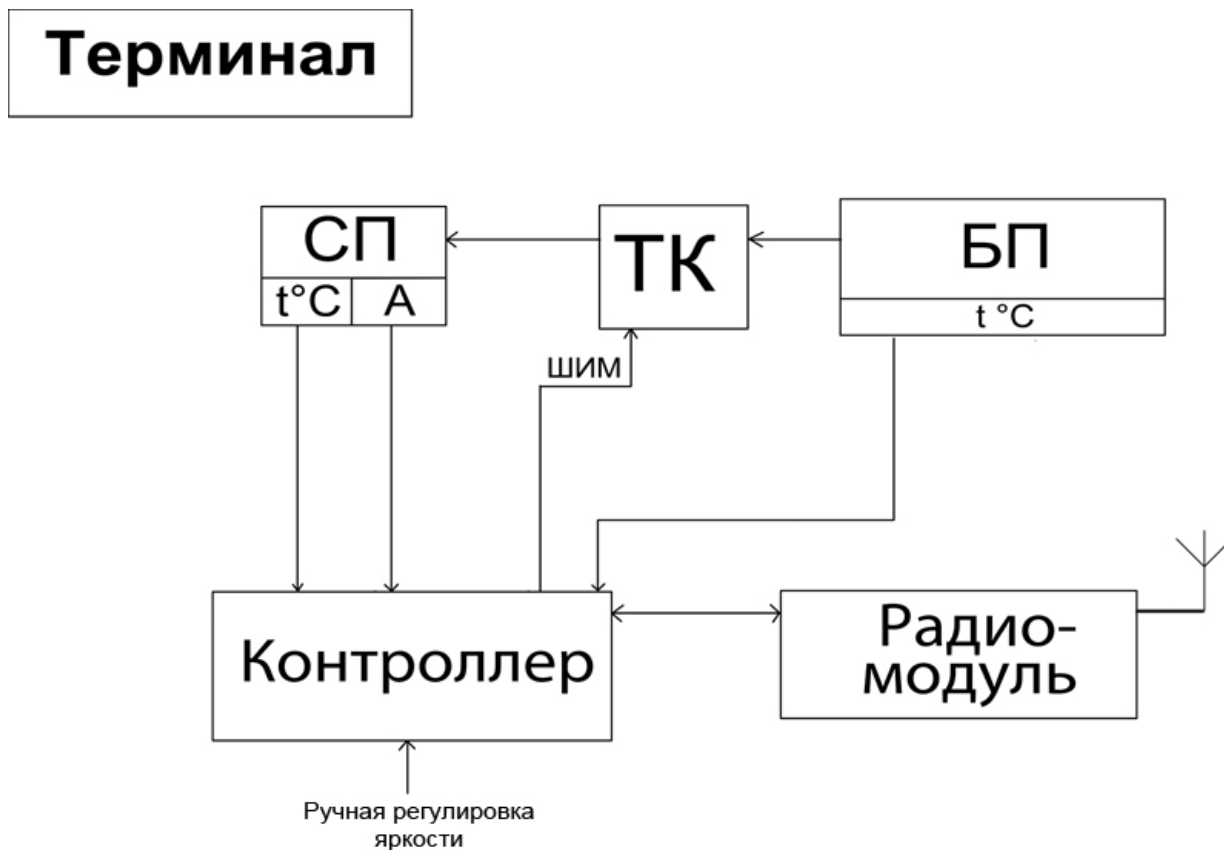 Терминал
СП
ТК
БП
t°C
А
t °C
ШИМ
Контроллер
Радио-
модуль
Ручная регулировка
яркости